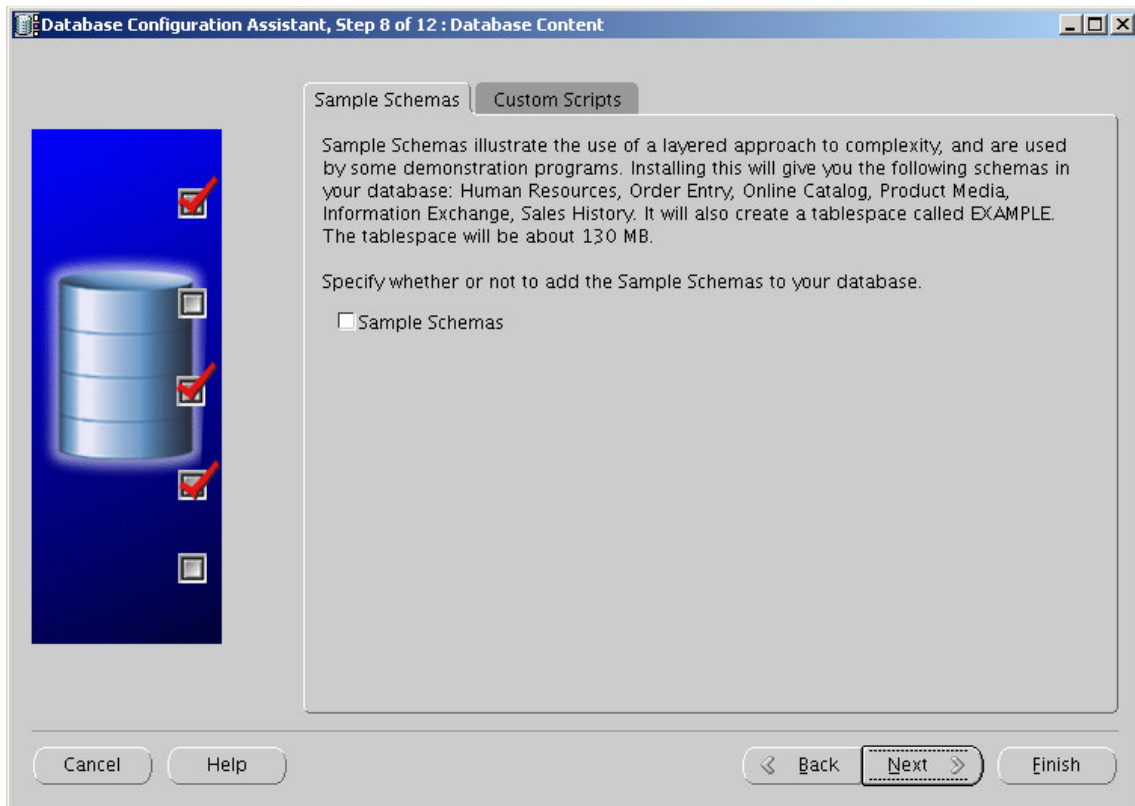 Database Configuration Assistant, Step 8 of 12 : Database Content
Sample Schemas
Custom Scripts
Sample Schemas illustrate the use of a layered approach to complexity, and are used
by some demonstration programs. Installing this will give you the following schemas in
your database: Human Resources, Order Entry, Online Catalog, Product Media,
Information Exchange, Sales History. It will also create a tablespace called EXAMPLE.
The tablespace will be about 130 MB.
Specify whether or not to add the Sample Schemas to your database.
Sample Schemas
Cancel
Help
Back
Next
Finish